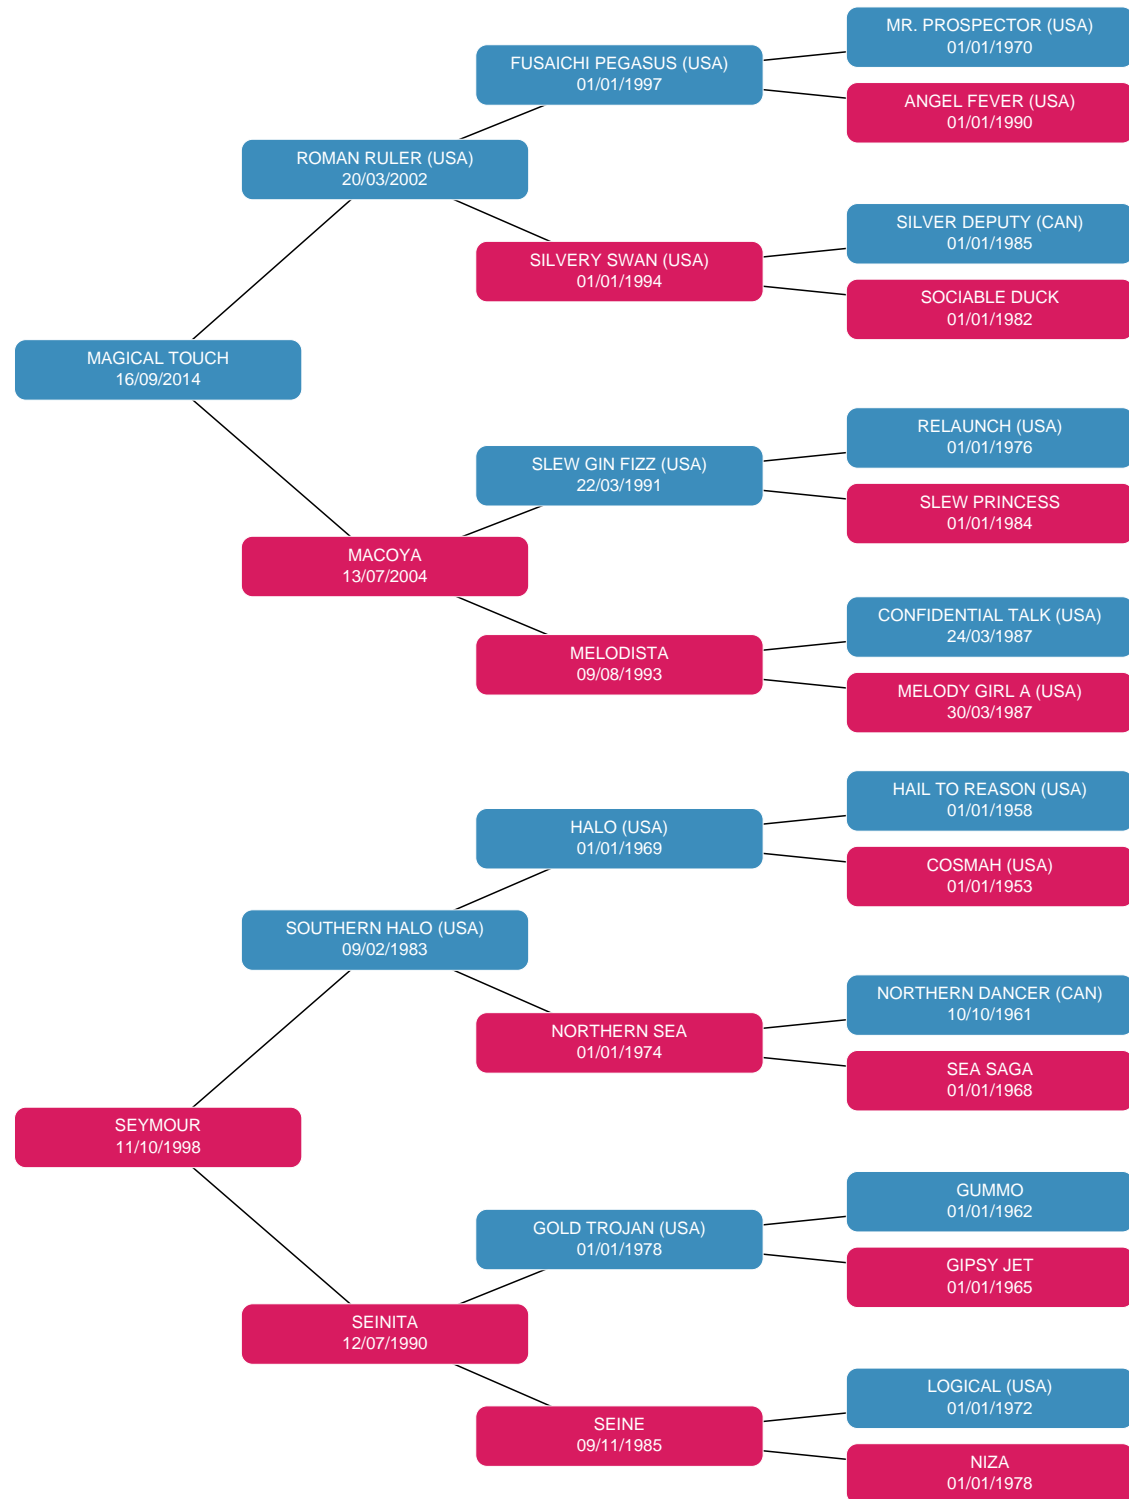 MR. PROSPECTOR (USA)
01/01/1970
FUSAICHI PEGASUS (USA)
01/01/1997
ANGEL FEVER (USA)
01/01/1990
ROMAN RULER (USA)
20/03/2002
SILVER DEPUTY (CAN)
01/01/1985
SILVERY SWAN (USA)
01/01/1994
SOCIABLE DUCK
01/01/1982
MAGICAL TOUCH
16/09/2014
RELAUNCH (USA)
01/01/1976
SLEW GIN FIZZ (USA)
22/03/1991
SLEW PRINCESS
01/01/1984
MACOYA
13/07/2004
CONFIDENTIAL TALK (USA)
24/03/1987
MELODISTA
09/08/1993
MELODY GIRL A (USA)
30/03/1987
HAIL TO REASON (USA)
01/01/1958
HALO (USA)
01/01/1969
COSMAH (USA)
01/01/1953
SOUTHERN HALO (USA)
09/02/1983
NORTHERN DANCER (CAN)
10/10/1961
NORTHERN SEA
01/01/1974
SEA SAGA
01/01/1968
SEYMOUR
11/10/1998
GUMMO
01/01/1962
GOLD TROJAN (USA)
01/01/1978
GIPSY JET
01/01/1965
SEINITA
12/07/1990
LOGICAL (USA)
01/01/1972
SEINE
09/11/1985
NIZA
01/01/1978